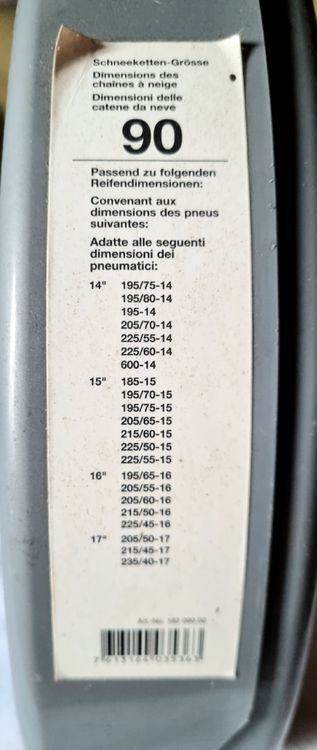 Schneeketten-Grösse
Dimensions des
chaînes à neige
Dimensioni delle
catene da neve
90
Passend zu folgenden
Reifendimensionen:
Convenant aux
dimensions des pneus
suivantes:
Adatte alle seguenti
dimensioni dei
pneumatici:
14" 195/75-14
195/80-14
195-14
205/70-14
225/55-14
225/60-14
600-14
15" 185-15
195/70-15
195/75-15
205/65-15
215/60-15
225/50-15
225/55-15
16" 195/65-16
205/55-16
205/60-16
215/50-16
225/45-16
17" 205/50-17
215/45-17
235/40-17
Art.-No.
7 613164 035363